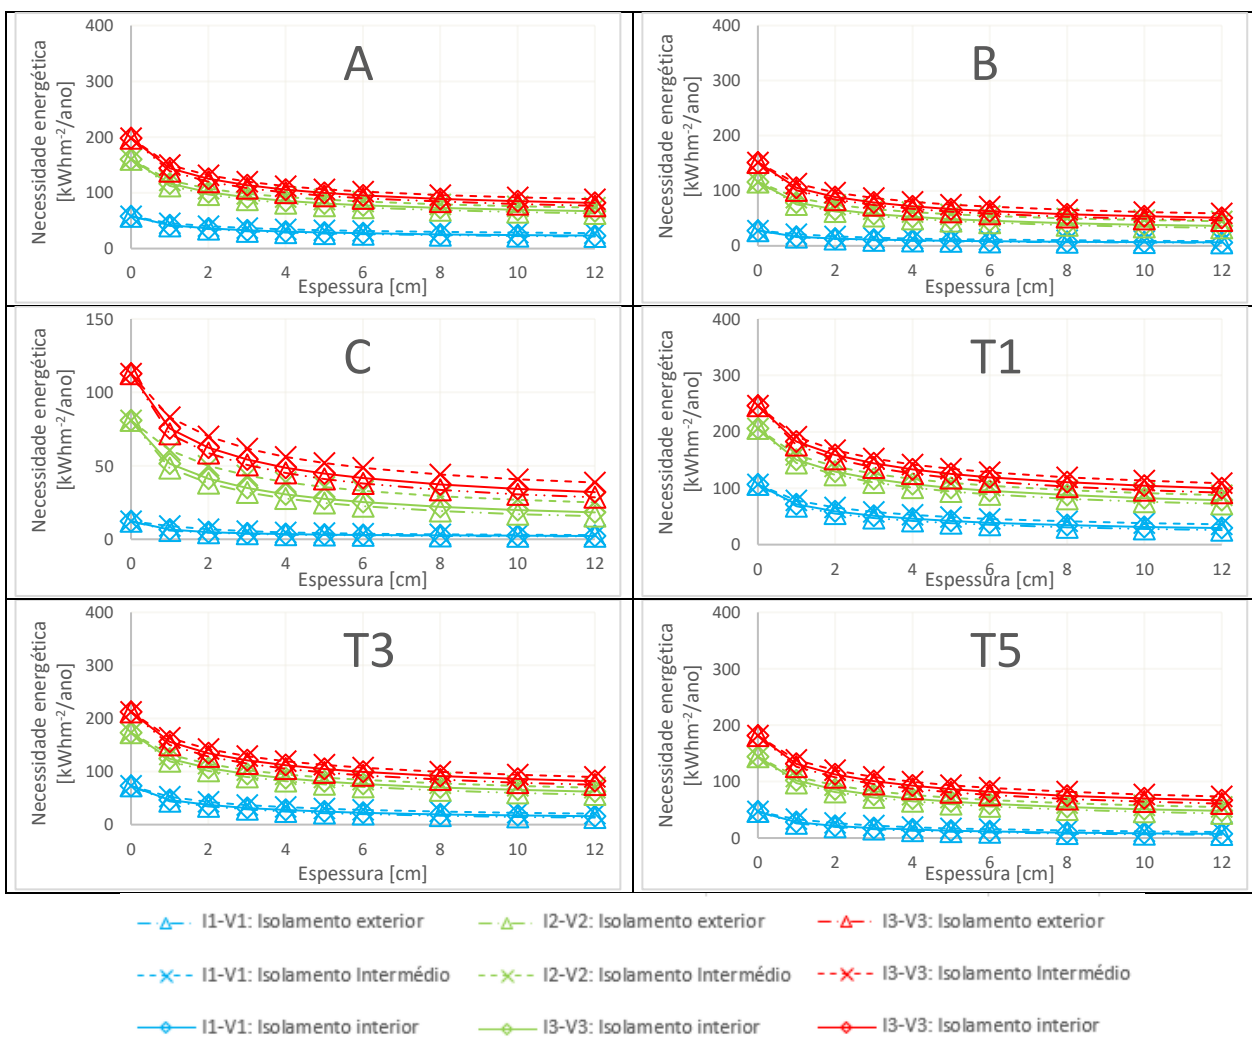 A
Necessidade energética
[kWhm-2/ano]
400
300
200
100
0
0 2 4 6 8 10 12
Espessura [cm]
B
Necessidade energética
[kWhm-2/ano]
400
300
200
100
0
0 2 4 6 8 10 12
Espessura [cm]
C
Necessidade energética
[kWhm-2/ano]
150
100
50
0
0 2 4 6 8 10 12
Espessura [cm]
T1
Necessidade energética
[kWhm-2/ano]
400
300
200
100
0
0 2 4 6 8 10 12
Espessura [cm]
T3
Necessidade energética
[kWhm-2/ano]
400
300
200
100
0
0 2 4 6 8 10 12
Espessura [cm]
T5
Necessidade energética
[kWhm-2/ano]
400
300
200
100
0
0 2 4 6 8 10 12
Espessura [cm]
I1-V1: Isolamento exterior I2-V2: Isolamento exterior I3-V3: Isolamento exterior
I1-V1: Isolamento Intermédio I2-V2: Isolamento Intermédio I3-V3: Isolamento Intermédio
I1-V1: Isolamento interior I3-V3: Isolamento interior I3-V3: Isolamento interior